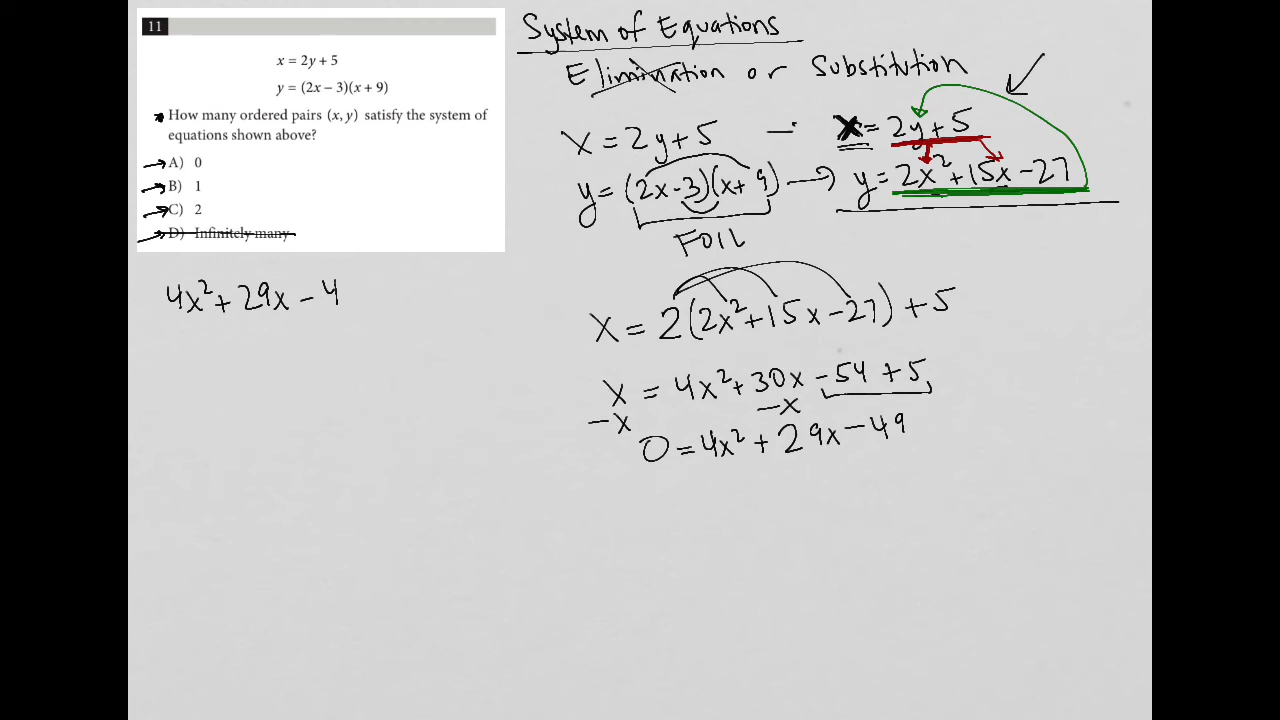 11
x = 2y + 5
y = (2x − 3)(x + 9)
How many ordered pairs (x, y) satisfy the system of
equations shown above?
A) 0
B) 1
C) 2
D) Infinitely many
4x² + 29x − 4
System of Equations
Elimination or Substitution
x = 2y + 5 → x = 2y + 5
y = (2x − 3)(x + 9) → y = 2x² + 15x − 27
FOIL
x = 2(2x² + 15x − 27) + 5
x = 4x² + 30x − 54 + 5
−x −x
0 = 4x² + 29x − 49